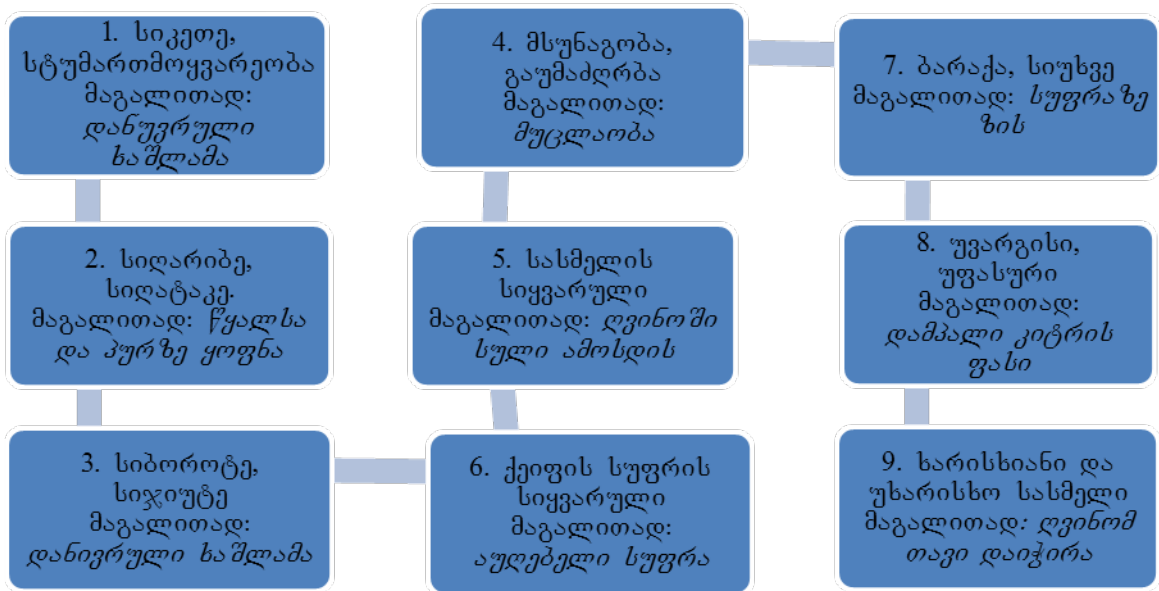 1. სიკეთე,
სტუმართმოყვარეობა
მაგალითად:
დანუვრული
ხაშლამა
2. სიღარიბე,
სიღატაკე.
მაგალითად: წყალსა
და პურზე ყოფნა
3. სიბოროტე,
სიჯიუტე
მაგალითად:
დანივრული ხაშლამა
4. მსუნაგობა,
გაუმაძღრბა
მაგალითად:
მუცლაობა
5. სასმელის
სიყვარული
მაგალითად: ღვინოში
სული ამოსდის
6. ქეიფის სუფრის
სიყვარული
მაგალითად:
აუღებელი სუფრა
7. ბარაქა, სიუხვე
მაგალითად: სუფრაზე
ზის
8. უვარგისი,
უფასური
მაგალითად:
დამპალი კიტრის
ფასი
9. ხარისხიანი და
უხარისხო სასმელი
მაგალითად: ღვინომ
თავი დაიჭირა